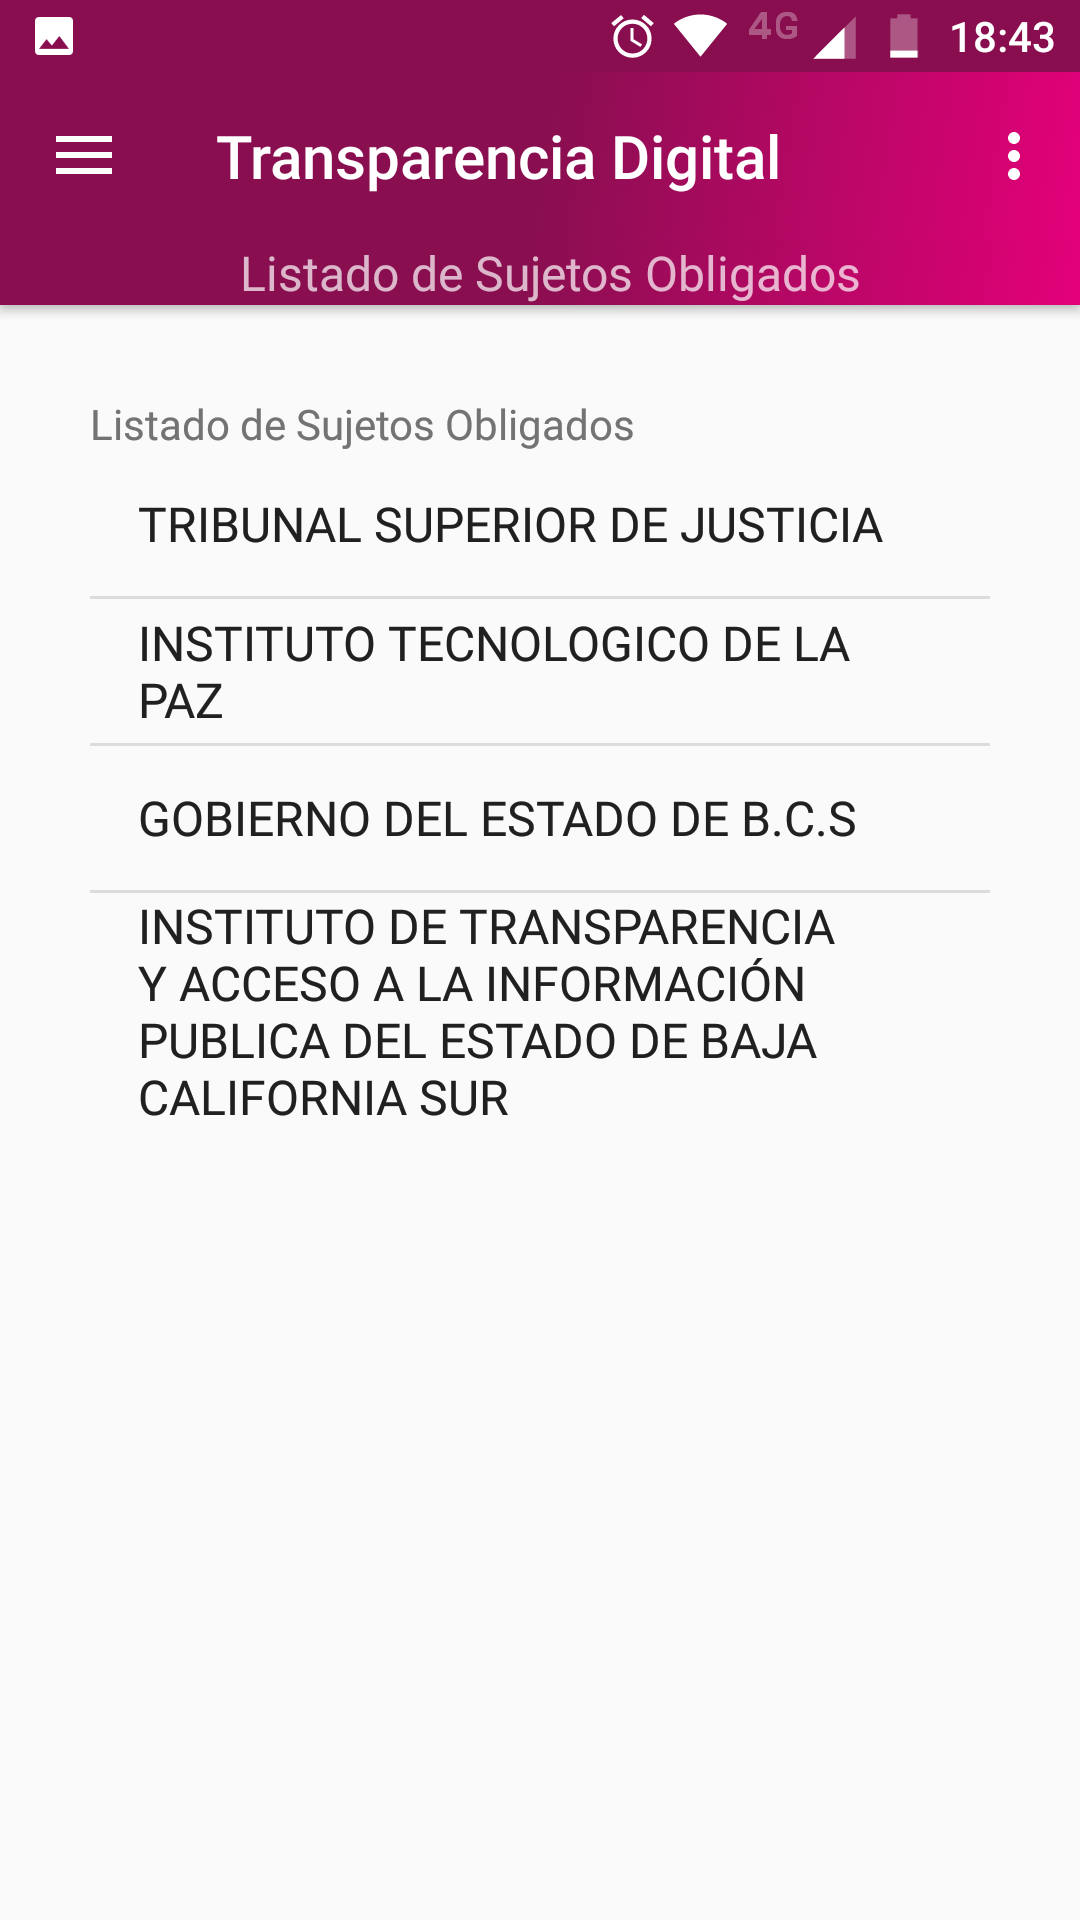 4G 18:43
Transparencia Digital
Listado de Sujetos Obligados
Listado de Sujetos Obligados
TRIBUNAL SUPERIOR DE JUSTICIA
INSTITUTO TECNOLOGICO DE LA
PAZ
GOBIERNO DEL ESTADO DE B.C.S
INSTITUTO DE TRANSPARENCIA
Y ACCESO A LA INFORMACIÓN
PUBLICA DEL ESTADO DE BAJA
CALIFORNIA SUR